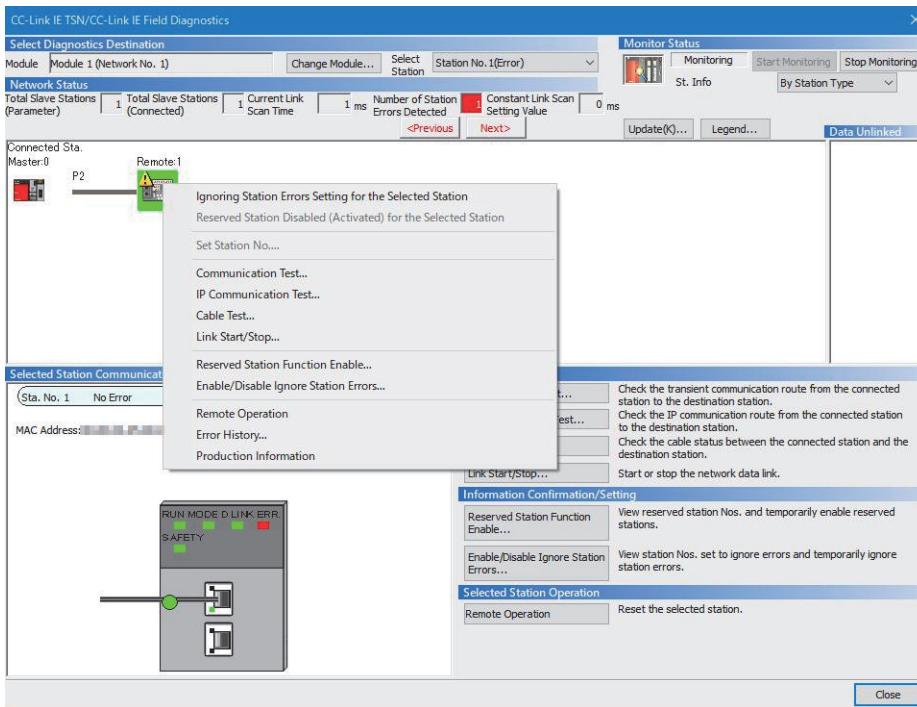 CC-Link IE TSN/CC-Link IE Field Diagnostics
Select Diagnostics Destination
Monitor Status
Module Module 1 (Network No. 1) Change Module... Select Station Station No.1(Error)
Monitoring Start Monitoring Stop Monitoring
St. Info By Station Type
Network Status
Total Slave Stations (Parameter) 1 Total Slave Stations (Connected) 1 Current Link Scan Time 1 ms Number of Station Errors Detected 1 Constant Link Scan Setting Value 0 ms
<Previous Next> Update(K)... Legend... Data Unlinked
Connected Sta.
Master:0 Remote:1
P2
Ignoring Station Errors Setting for the Selected Station
Reserved Station Disabled (Activated) for the Selected Station
Set Station No....
Communication Test...
IP Communication Test...
Cable Test...
Link Start/Stop...
Reserved Station Function Enable...
Enable/Disable Ignore Station Errors...
Remote Operation
Error History...
Production Information
Selected Station Communicat
Sta. No. 1 No Error
MAC Address:
RUN MODE D LINK ERR.
SAFETY
t...
Check the transient communication route from the connected
station to the destination station.
est...
Check the IP communication route from the connected station
to the destination station.
Check the cable status between the connected station and the
destination station.
Link Start/Stop... Start or stop the network data link.
Information Confirmation/Setting
Reserved Station Function
Enable...
View reserved station Nos. and temporarily enable reserved
stations.
Enable/Disable Ignore Station
Errors...
View station Nos. set to ignore errors and temporarily ignore
station errors.
Selected Station Operation
Remote Operation Reset the selected station.
Close